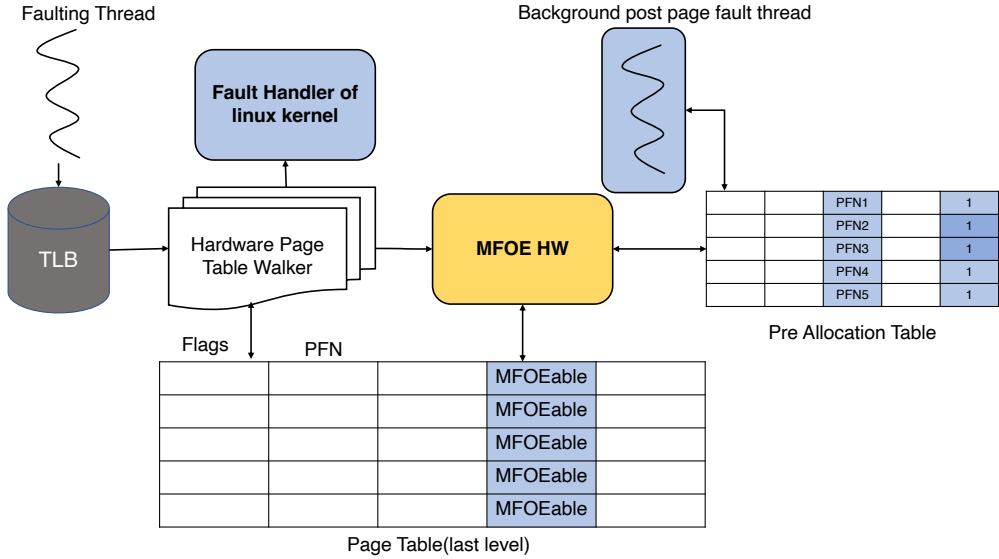 Faulting Thread
Background post page fault thread
Fault Handler of
linux kernel
TLB
Hardware Page
Table Walker
MFOE HW
PFN1 1
PFN2 1
PFN3 1
PFN4 1
PFN5 1
Pre Allocation Table
Flags PFN
MFOEable
MFOEable
MFOEable
MFOEable
MFOEable
Page Table(last level)